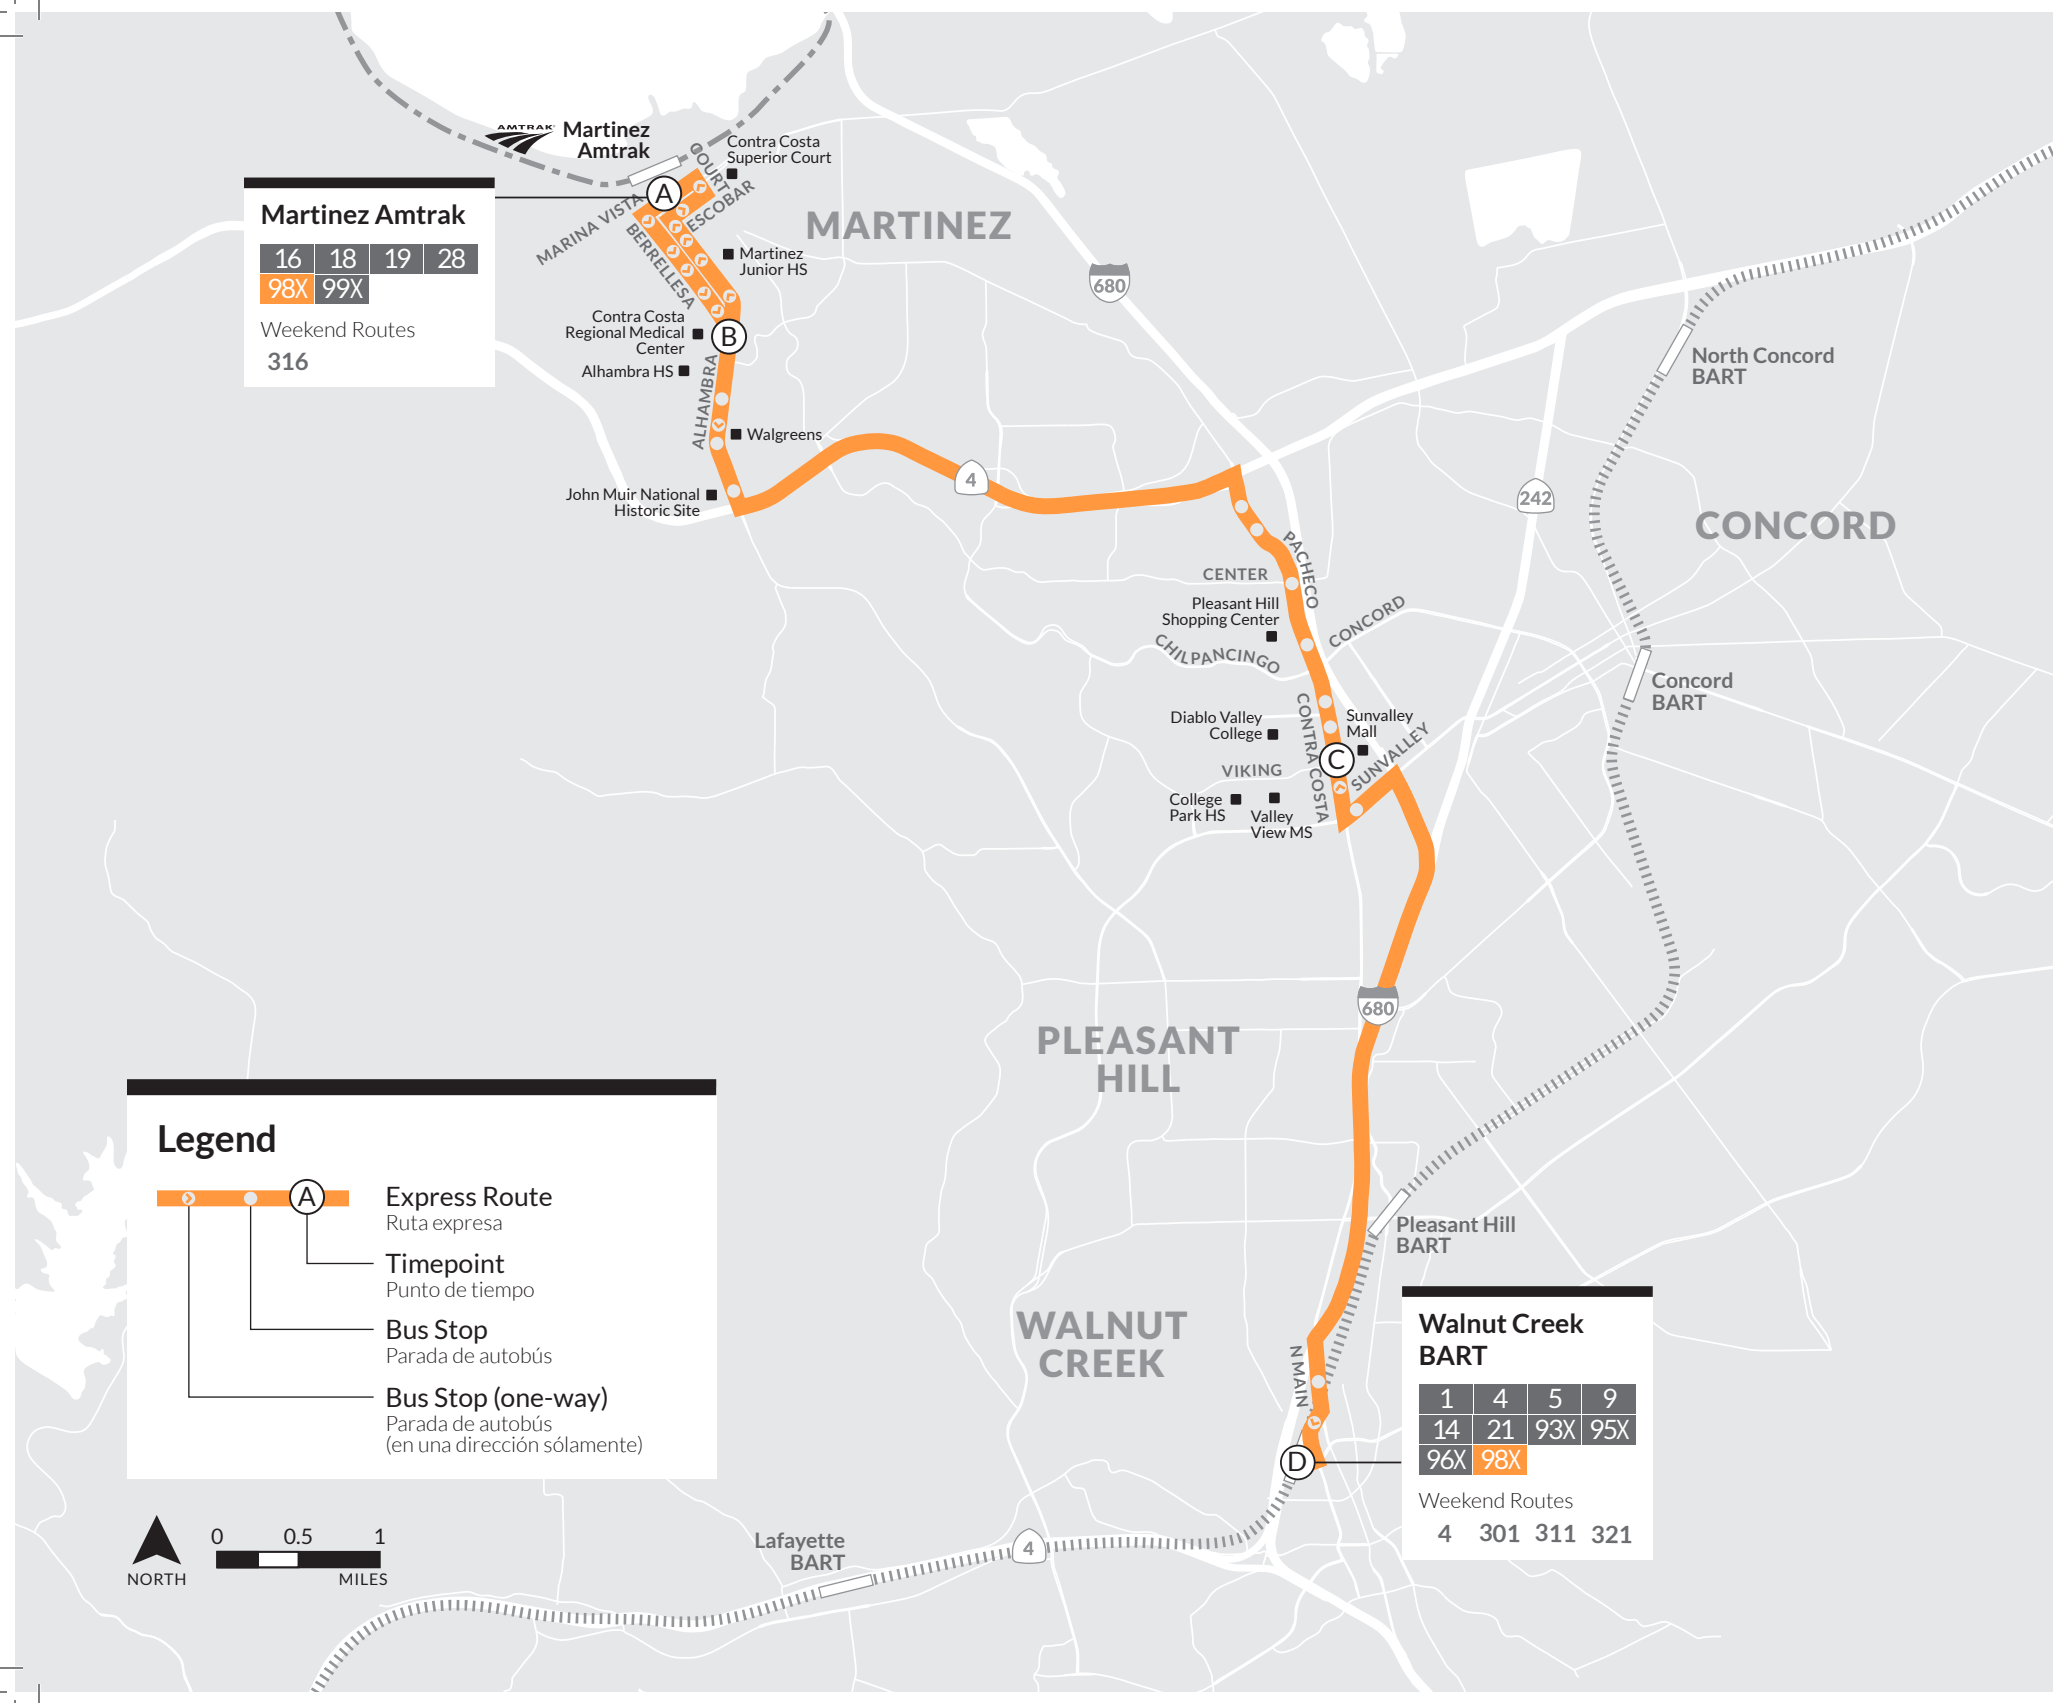 AMTRAK
Martinez
Amtrak
Contra Costa
Superior Court
COURT
ESCOBAR
MARINA VISTA
BERRELLESA
A
Martinez Amtrak
16 18 19 28
98X 99X
Weekend Routes
316
MARTINEZ
Martinez
Junior HS
680
Contra Costa
Regional Medical
Center
B
Alhambra HS
ALHAMBRA
Walgreens
John Muir National
Historic Site
4
North Concord
BART
242
CONCORD
PACHECO
CENTER
Pleasant Hill
Shopping Center
CONCORD
CHILPANCINGO
Concord
BART
CONTRA COSTA
Diablo Valley
College
Sunvalley
Mall
C
SUNVALLEY
VIKING
College
Park HS
Valley
View MS
680
PLEASANT
HILL
Pleasant Hill
BART
WALNUT
CREEK
N MAIN
D
Walnut Creek
BART
1 4 5 9
14 21 93X 95X
96X 98X
Weekend Routes
4 301 311 321
Lafayette
BART
4
Legend
A
Express Route
Ruta expresa
Timepoint
Punto de tiempo
Bus Stop
Parada de autobús
Bus Stop (one-way)
Parada de autobús
(en una dirección sólamente)
0 0.5 1
NORTH
MILES